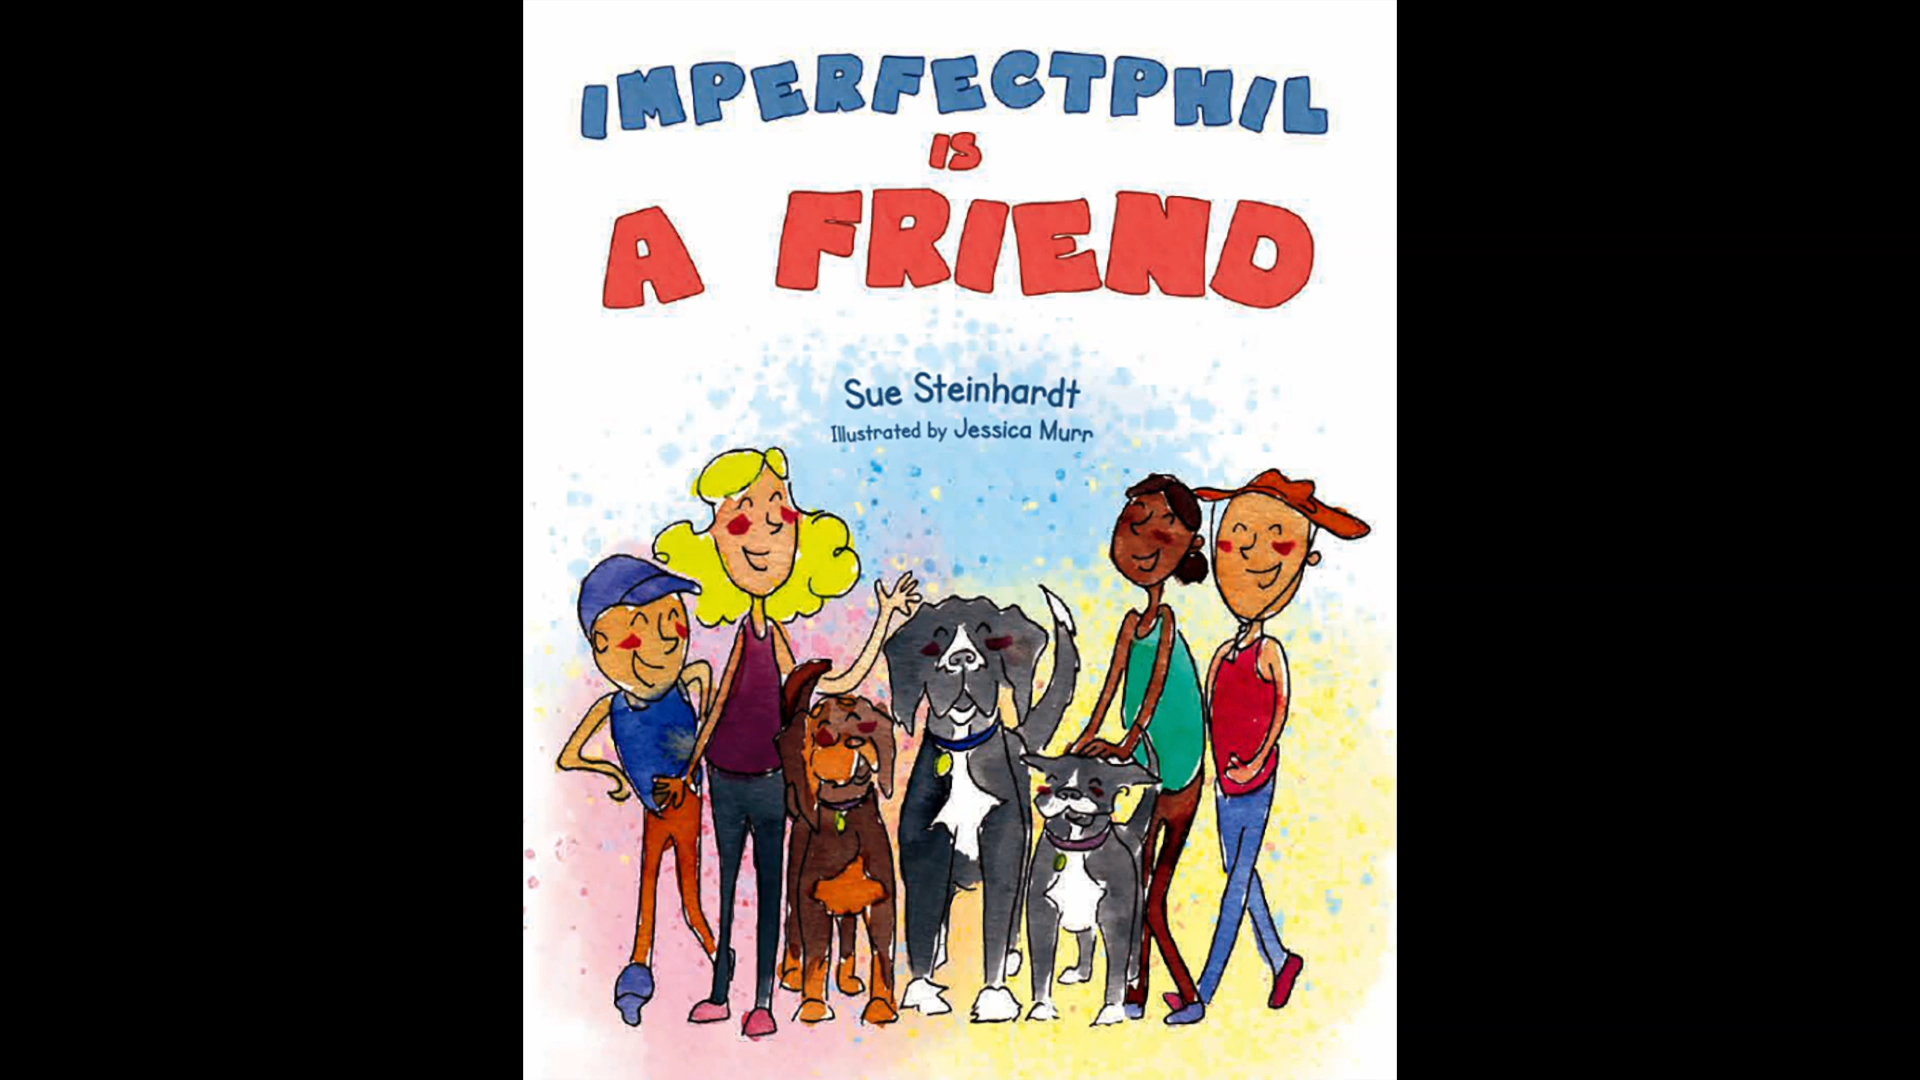 IMPERFECTPHIL
IS
A FRIEND
Sue Steinhardt
Illustrated by Jessica Murr